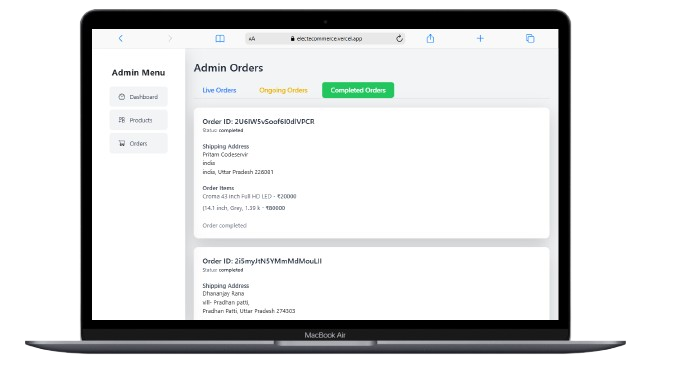 AA
electecommerce.vercel.app
Admin Menu
Dashboard
Products
Orders
Admin Orders
Live Orders
Ongoing Orders
Completed Orders
Order ID: 2U6IW5vSoof6I0dIVPCR
Status: completed
Shipping Address
Pritam Codeservir
india
india, Uttar Pradesh 226001
Order Items
Croma 43 Inch Full HD LED - ₹20000
(14.1 inch, Grey, 1.39 k - ₹80000
Order completed
Order ID: 2i5myJtN5YMmMdMouLII
Status: completed
Shipping Address
Dhananjay Rana
vill- Pradhan patti,
Pradhan Patti, Uttar Pradesh 274303
MacBook Air